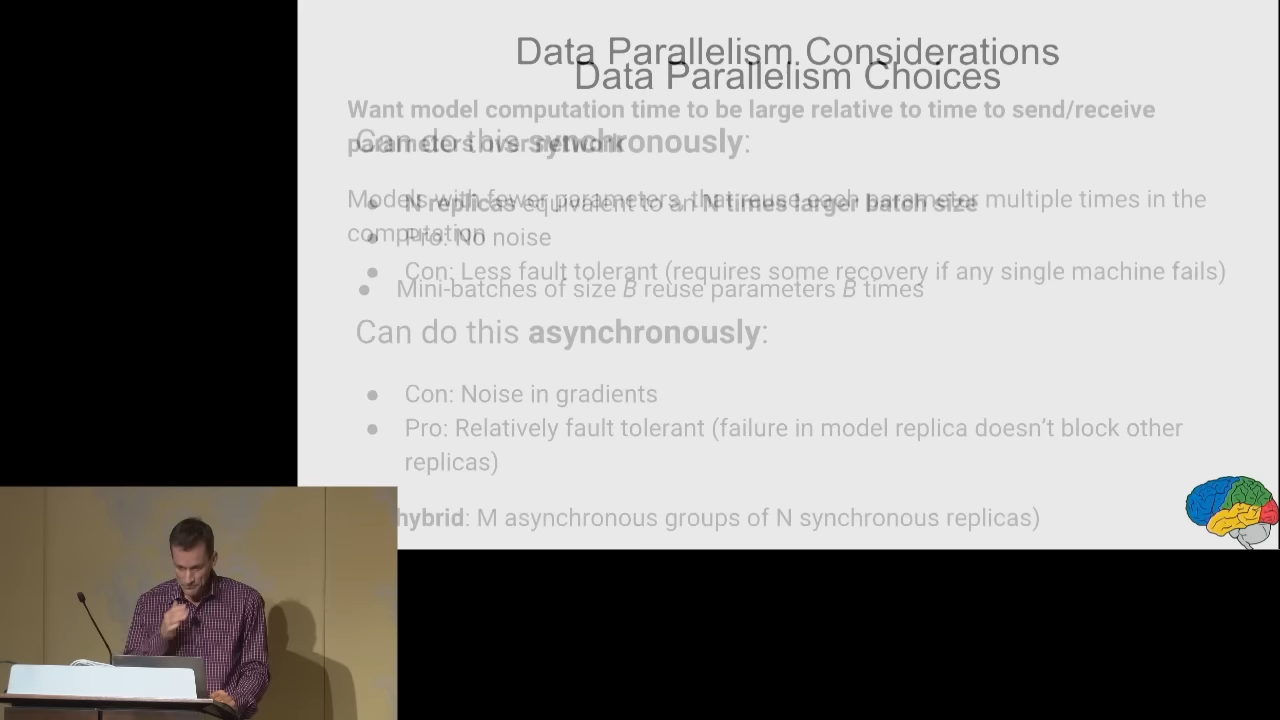 Data Parallelism Considerations
Data Parallelism Choices
Want model computation time to be large relative to time to send/receive
parameters over network
Can do this synchronously:
Models with fewer parameters, that reuse each parameter multiple times in the
computation
● N replicas equivalent to an N times larger batch size
● Pro: No noise
● Con: Less fault tolerant (requires some recovery if any single machine fails)
● Mini-batches of size B reuse parameters B times
Can do this asynchronously:
● Con: Noise in gradients
● Pro: Relatively fault tolerant (failure in model replica doesn't block other
replicas)
hybrid: M asynchronous groups of N synchronous replicas)